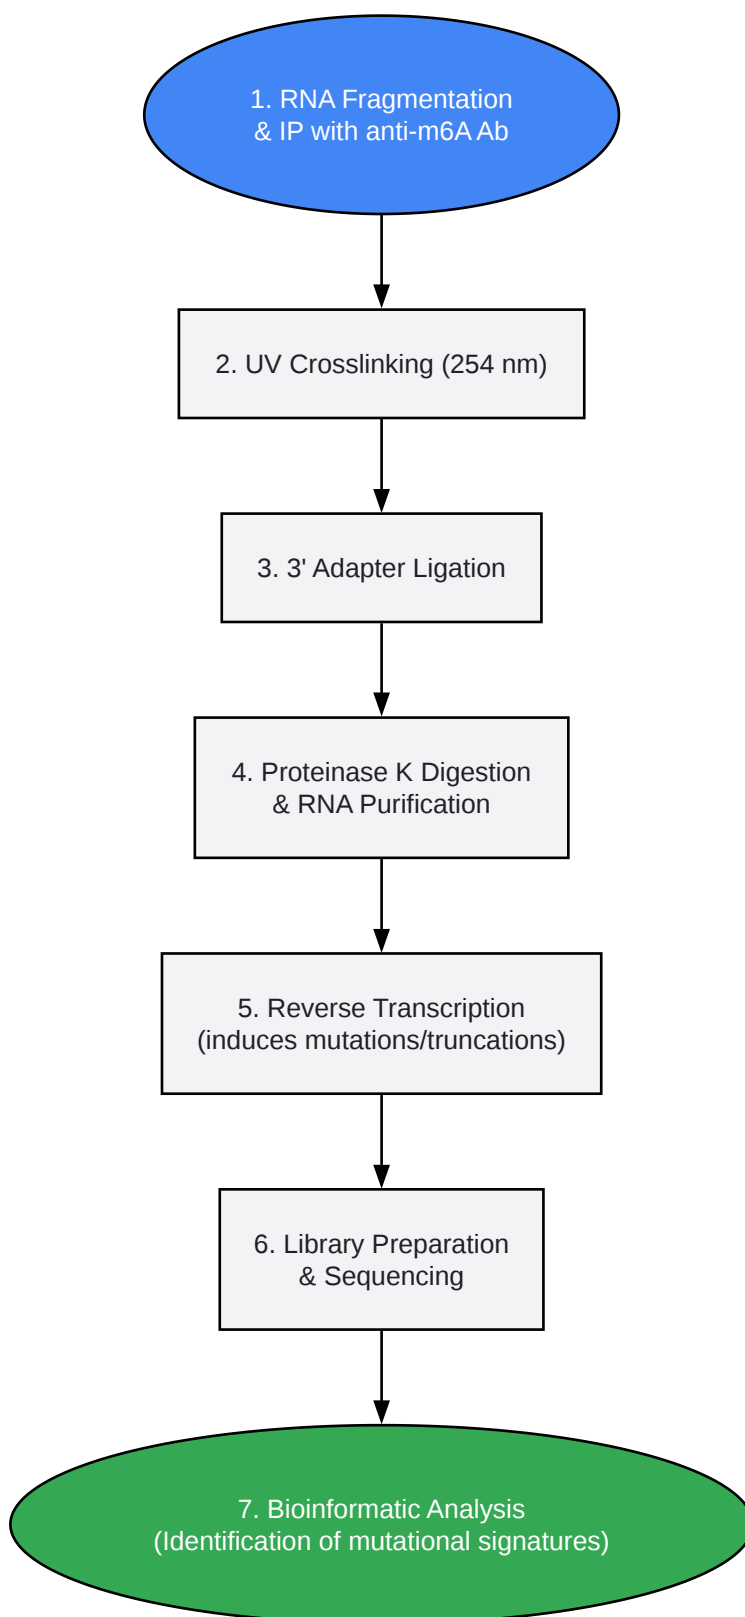 1. RNA Fragmentation
& IP with anti-m6A Ab
2. UV Crosslinking (254 nm)
3. 3' Adapter Ligation
4. Proteinase K Digestion
& RNA Purification
5. Reverse Transcription
(induces mutations/truncations)
6. Library Preparation
& Sequencing
7. Bioinformatic Analysis
(Identification of mutational signatures)